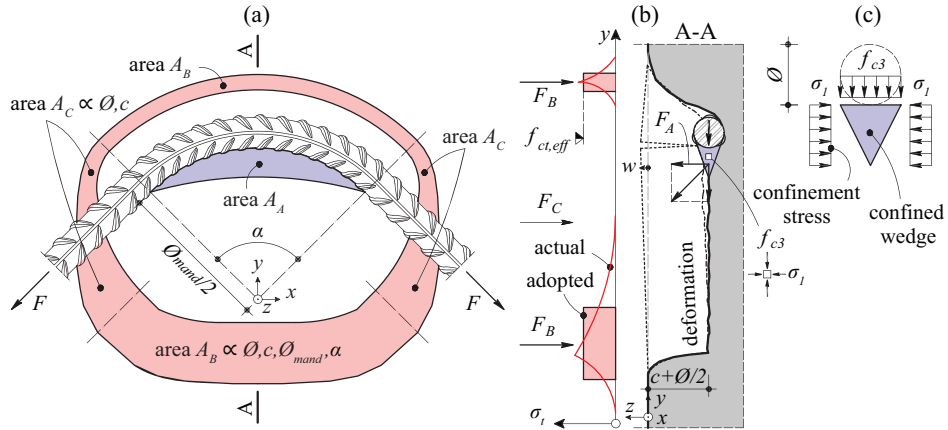 (a)
A
area A_B
area A_C ∝ Ø,c
area A_C
area A_A
α
Ø_mand/2
y
z
x
F
F
area A_B ∝ Ø,c,Ø_mand,α
A
(b)
A-A
y
F_B
f_ct,eff
F_A
w
F_C
actual
adopted
deformation
F_B
c+Ø/2
σ_t
z
y
x
f_c3
σ_1
(c)
Ø
f_c3
σ_1
σ_1
confinement
stress
confined
wedge